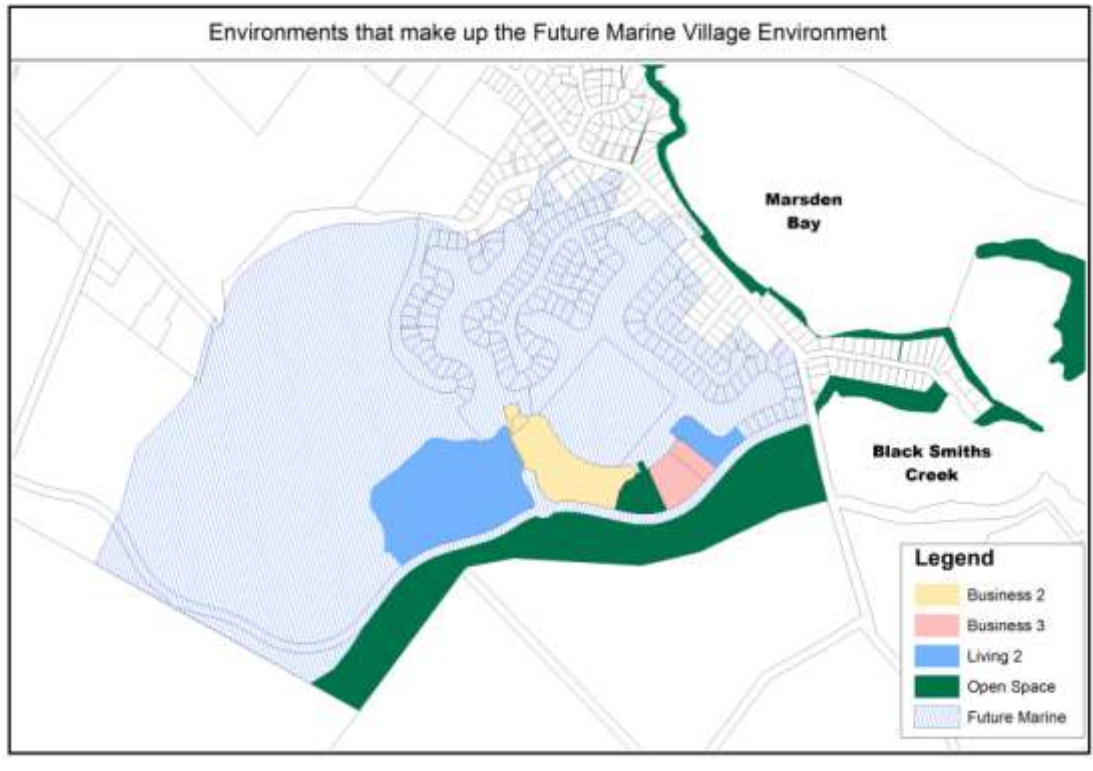 Environments that make up the Future Marine Village Environment
Marsden
Bay
Black Smiths
Creek
Legend
Business 2
Business 3
Living 2
Open Space
Future Marine